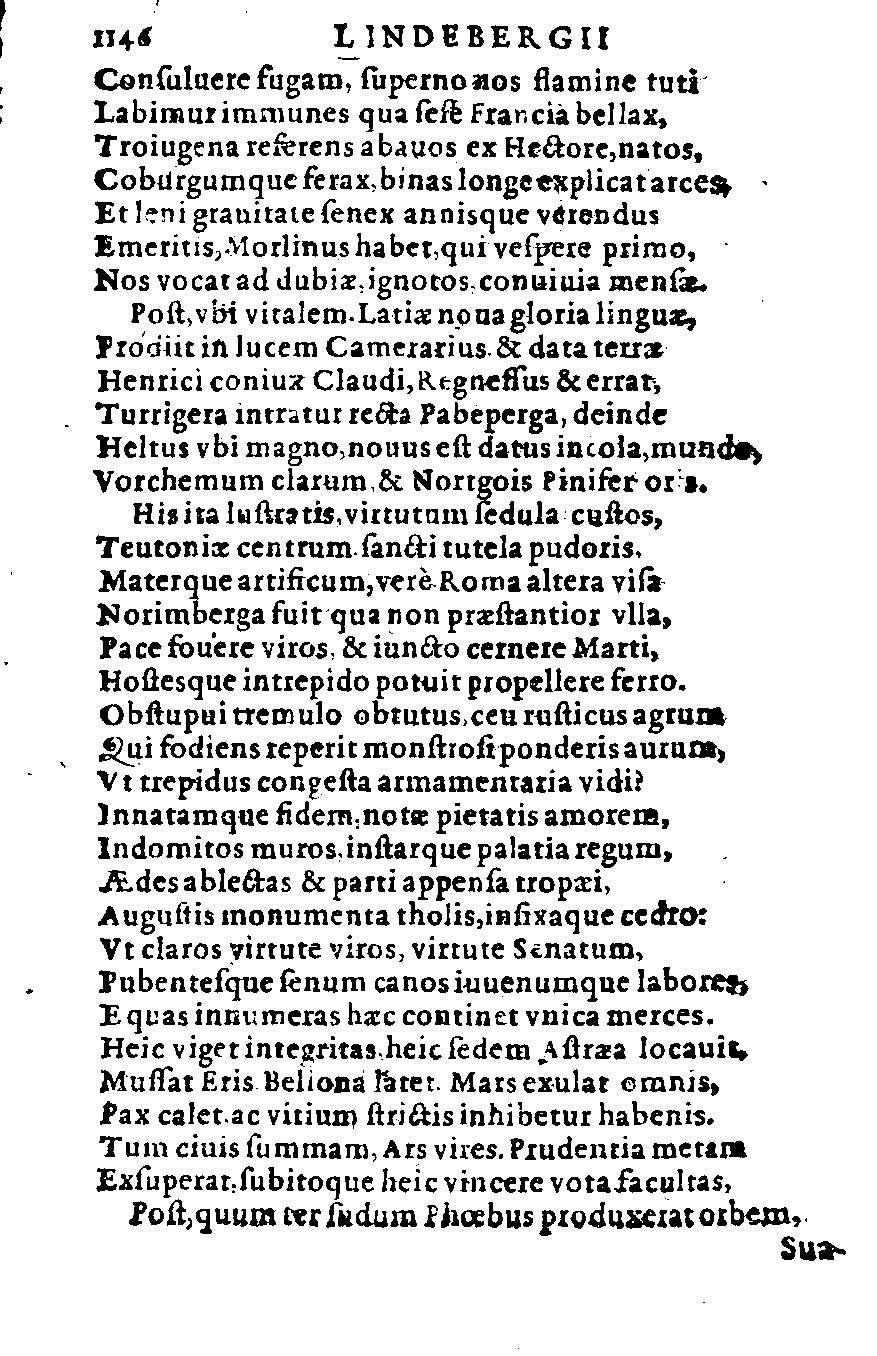 1146 LINDEBERGII
Conſuluere fugam, ſuperno nos flamine tuti
Labimur immunes qua ſeſe Francia bellax,
Troiugena referens abauos ex Hectore, natos,
Coburgumque ferax, binas longe explicat arces,
Et leni grauitate ſenex annisque verendus
Emeritis, Morlinus habet, qui veſpere primo,
Nos vocat ad dubiæ, ignotos, conuiuia menſæ.
Poſt, vbi vitalem Latiæ noua gloria linguæ,
Prodiit in lucem Camerarius. & data terræ
Henrici coniux Claudi, Regneſſus & errat,
Turrigera intratur recta Pabeperga, deinde
Heltus vbi magno, nouus eſt datus incola, mundo,
Vorchemum clarum, & Nortgois Pinifer oris.
His ita luſtratis, virtutum ſedula cuſtos,
Teutoniæ centrum. ſancti tutela pudoris,
Materque artificum, verè Roma altera viſa
Norimberga fuit qua non præſtantior vlla,
Pace fouere viros, & iuncto cernere Marti,
Hoſtesque intrepido potuit propellere ferro.
Obſtupui tremulo obtutus, ceu ruſticus agrum
Qui fodiens reperit monſtroſi ponderis aurum,
Vt trepidus congeſta armamentaria vidi?
Innatamque fidem, notæ pietatis amorem,
Indomitos muros, inſtarque palatia regum,
Ædes ablectas & parti appenſa tropæi,
Auguſtis monumenta tholis, infixaque cedro:
Vt claros virtute viros, virtute Senatum,
Pubenteſque ſenum canos iuuenumque labores,
E quas innumeras hæc continet vnica merces.
Heic viget integritas, heic ſedem Aſtræa locauit,
Muſſat Eris Bellona latet. Mars exulat omnis,
Pax calet. ac vitium ſtrictis inhibetur habenis.
Tum ciuis ſummam, Ars vires. Prudentia metam
Exſuperat, ſubitoque heic vincere vota facultas,
Poſt, quum ter ſudum Phœbus produxerat orbem,
Sua-